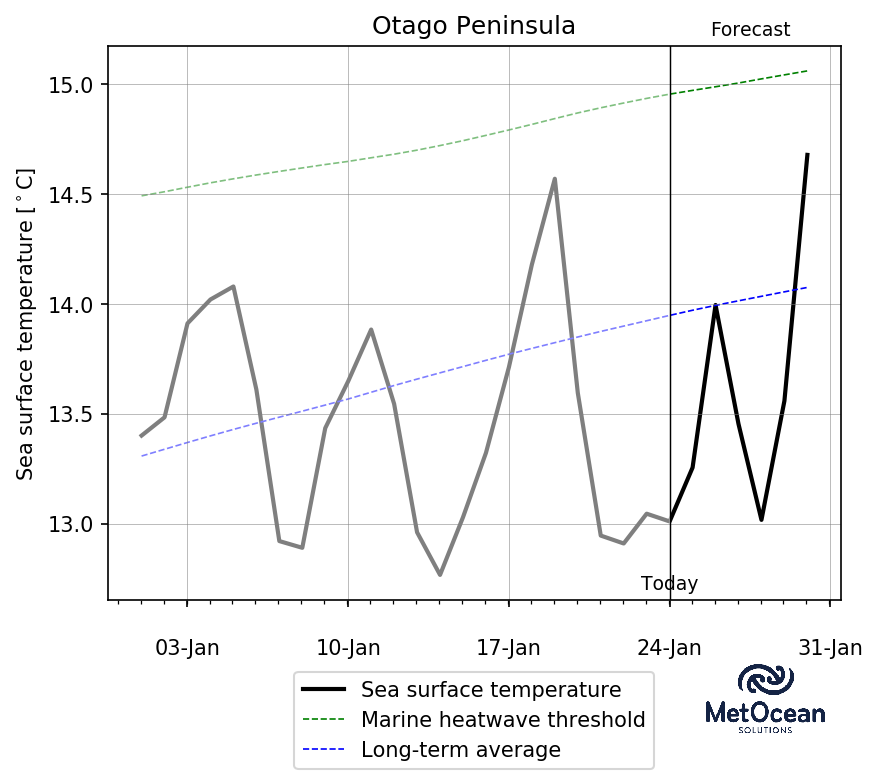 Otago Peninsula
Forecast
Sea surface temperature [°C]
15.0
14.5
14.0
13.5
13.0
Today
03-Jan 10-Jan 17-Jan 24-Jan 31-Jan
Sea surface temperature
Marine heatwave threshold
Long-term average
MetOcean
SOLUTIONS